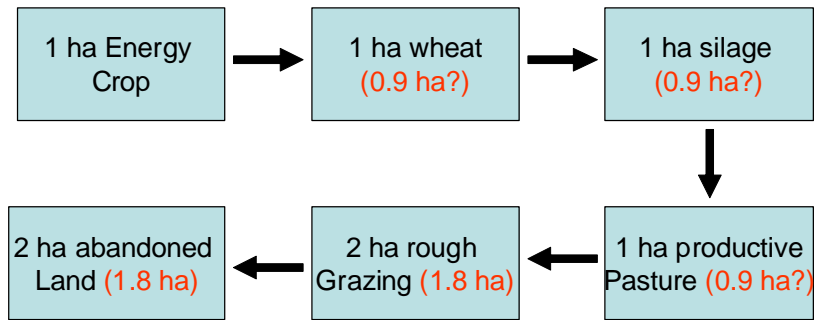 1 ha Energy
Crop
1 ha wheat
(0.9 ha?)
1 ha silage
(0.9 ha?)
1 ha productive
Pasture (0.9 ha?)
2 ha rough
Grazing (1.8 ha)
2 ha abandoned
Land (1.8 ha)